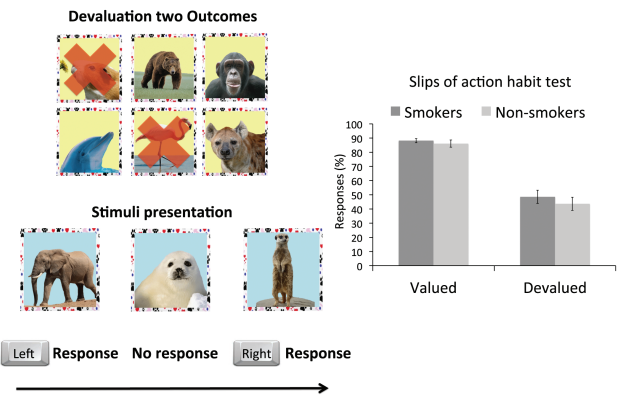 Devaluation two Outcomes
Stimuli presentation
Left Response No response Right Response
Slips of action habit test
Smokers Non-smokers
Responses (%)
100
90
80
70
60
50
40
30
20
10
0
Valued Devalued